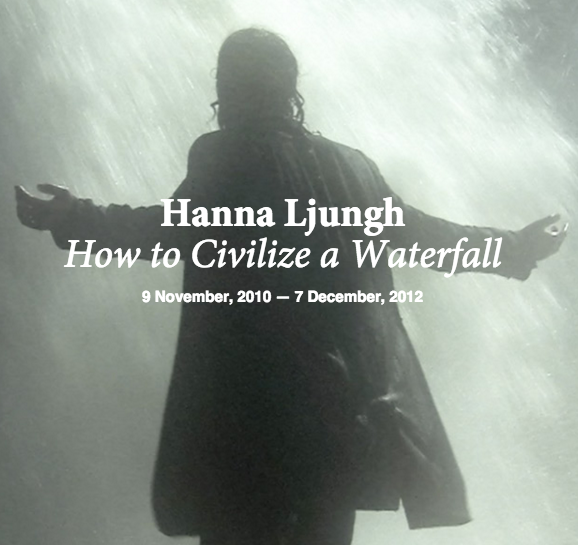 Hanna Ljungh
How to Civilize a Waterfall
9 November, 2010 — 7 December, 2012